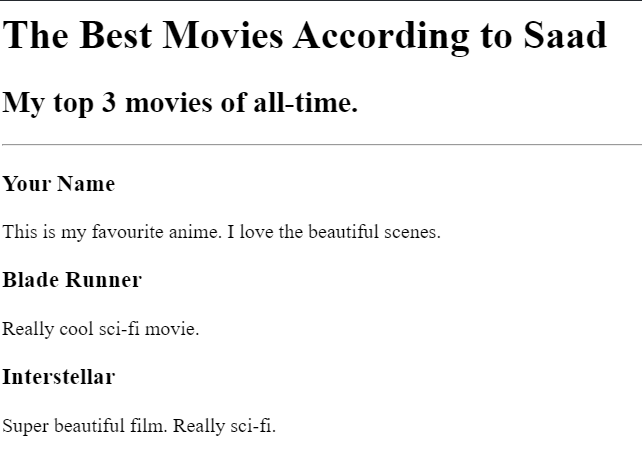 The Best Movies According to Saad
My top 3 movies of all-time.
Your Name
This is my favourite anime. I love the beautiful scenes.
Blade Runner
Really cool sci-fi movie.
Interstellar
Super beautiful film. Really sci-fi.